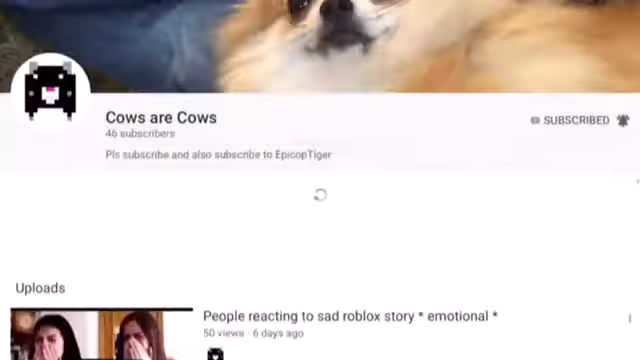 Cows are Cows
46 subscribers
SUBSCRIBED
Pls subscribe and also subscribe to EpicopTiger
Uploads
People reacting to sad roblox story * emotional *
50 views · 6 days ago